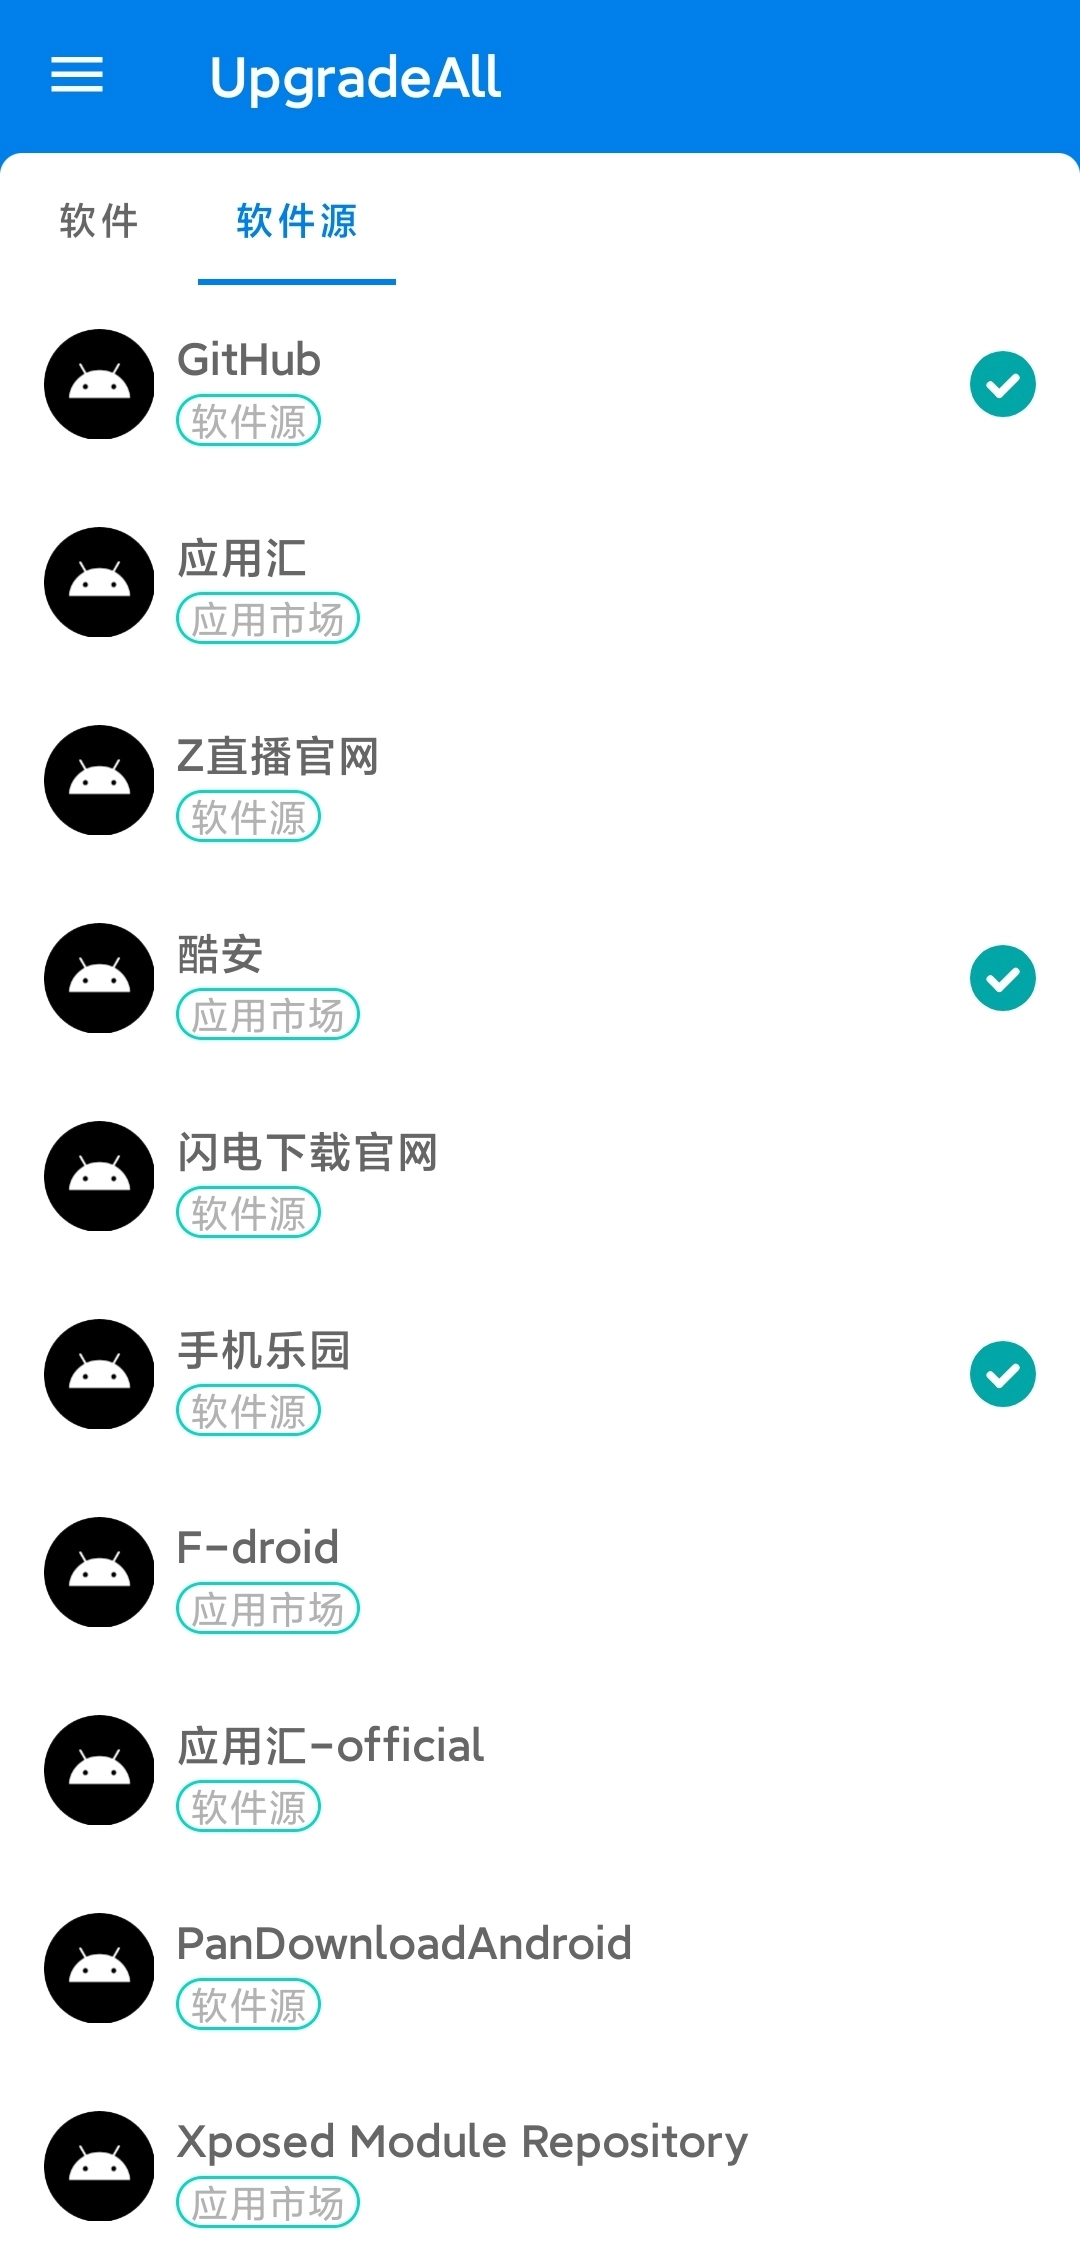 UpgradeAll
软件 软件源
GitHub
软件源
应用汇
应用市场
Z直播官网
软件源
酷安
应用市场
闪电下载官网
软件源
手机乐园
软件源
F-droid
应用市场
应用汇-official
软件源
PanDownloadAndroid
软件源
Xposed Module Repository
应用市场